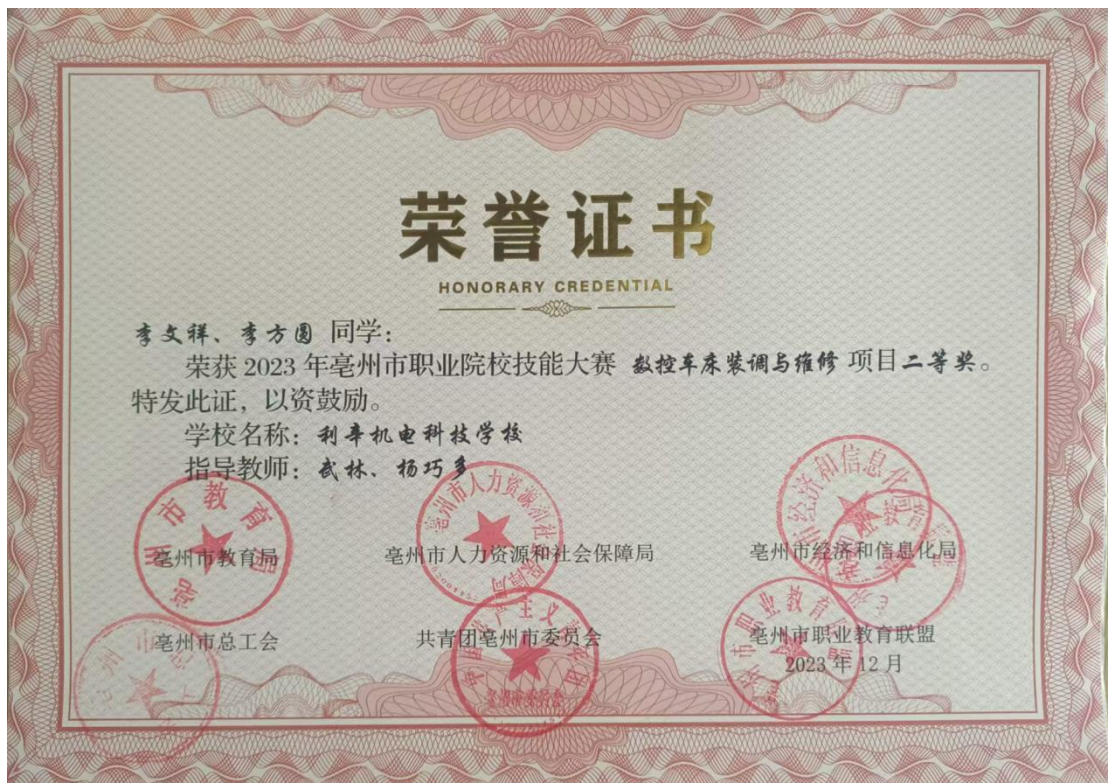 荣誉证书
HONORARY CREDENTIAL
李文祥、李方圆 同学：
荣获 2023 年亳州市职业院校技能大赛 数控车床装调与维修 项目二等奖。
特发此证，以资鼓励。
学校名称：利辛机电科技学校
指导教师：武林、杨巧多
亳州市教育局
亳州市人力资源和社会保障局
亳州市经济和信息化局
亳州市总工会
共青团亳州市委员会
亳州市职业教育联盟
2023 年 12 月